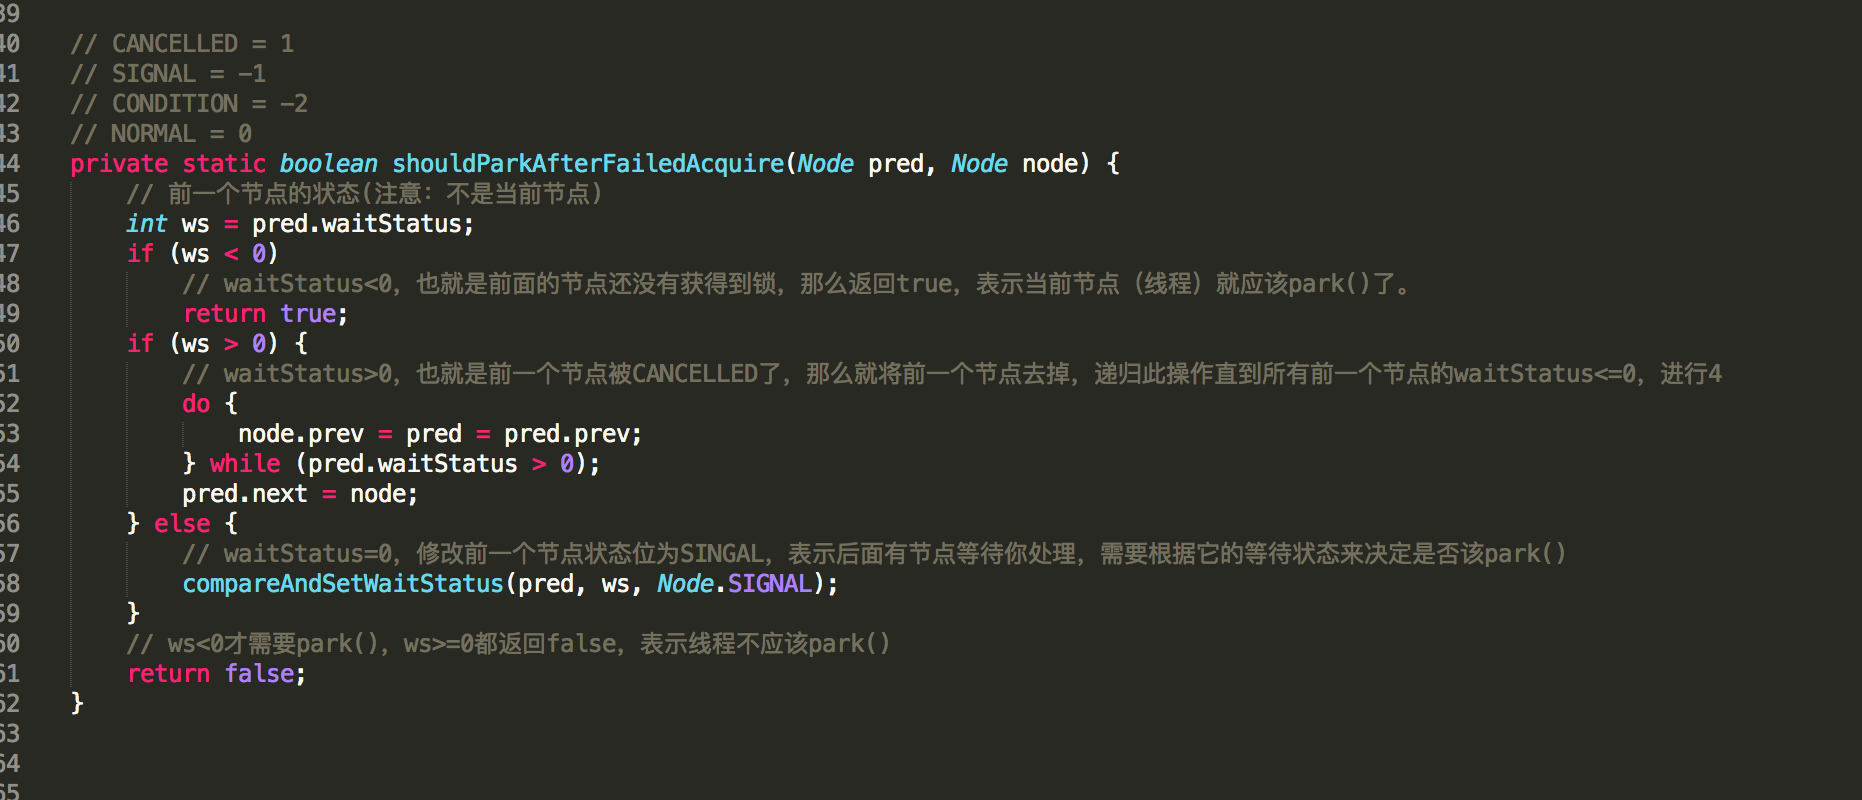 39
40 // CANCELLED = 1
41 // SIGNAL = -1
42 // CONDITION = -2
43 // NORMAL = 0
44 private static boolean shouldParkAfterFailedAcquire(Node pred, Node node) {
45 // 前一个节点的状态(注意：不是当前节点)
46 int ws = pred.waitStatus;
47 if (ws < 0)
48 // waitStatus<0，也就是前面的节点还没有获得到锁，那么返回true，表示当前节点（线程）就应该park()了。
49 return true;
50 if (ws > 0) {
51 // waitStatus>0，也就是前一个节点被CANCELLED了，那么就将前一个节点去掉，递归此操作直到所有前一个节点的waitStatus<=0，进行4
52 do {
53 node.prev = pred = pred.prev;
54 } while (pred.waitStatus > 0);
55 pred.next = node;
56 } else {
57 // waitStatus=0，修改前一个节点状态位为SINGAL，表示后面有节点等待你处理，需要根据它的等待状态来决定是否该park()
58 compareAndSetWaitStatus(pred, ws, Node.SIGNAL);
59 }
60 // ws<0才需要park()，ws>=0都返回false，表示线程不应该park()
61 return false;
62 }
63
64
65